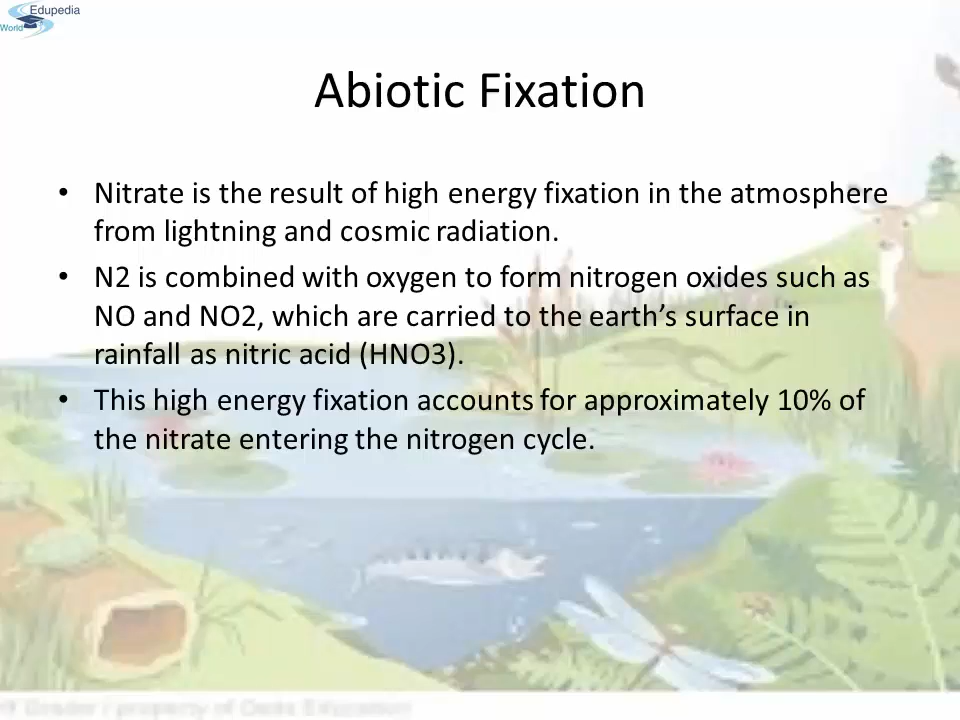 Edupedia
World
Abiotic Fixation
• Nitrate is the result of high energy fixation in the atmosphere
from lightning and cosmic radiation.
• N2 is combined with oxygen to form nitrogen oxides such as
NO and NO2, which are carried to the earth’s surface in
rainfall as nitric acid (HNO3).
• This high energy fixation accounts for approximately 10% of
the nitrate entering the nitrogen cycle.
property of